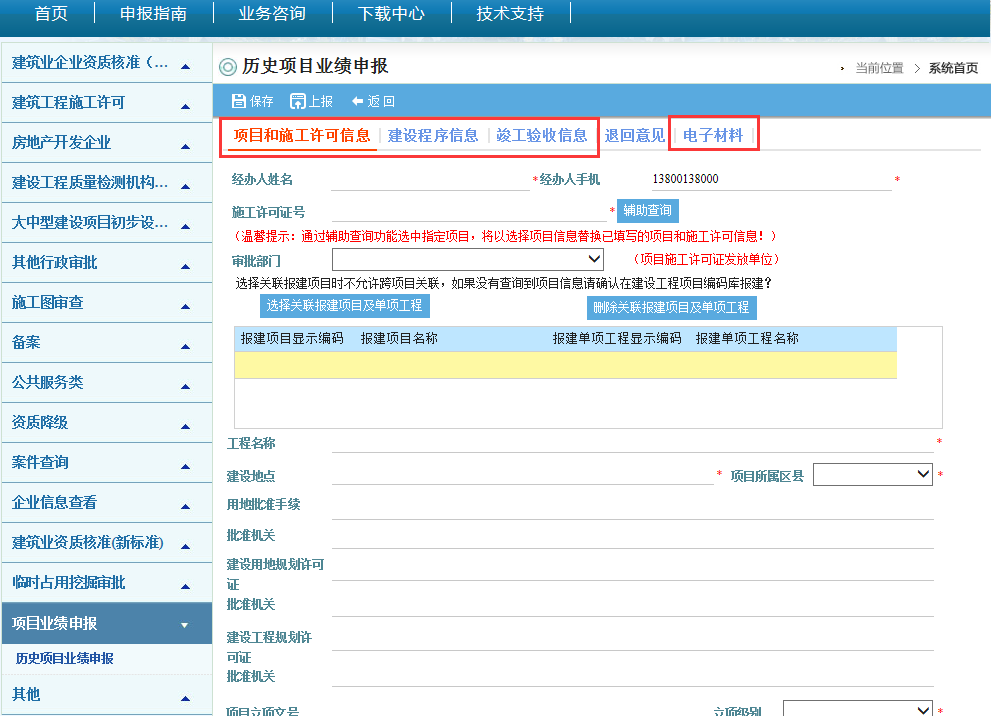 首页 申报指南 业务咨询 下载中心 技术支持
建筑业企业资质核准（...
建筑工程施工许可
房地产开发企业
建设工程质量检测机构...
大中型建设项目初步设...
其他行政审批
施工图审查
备案
公共服务类
资质降级
案件查询
企业信息查看
建筑业资质核准(新标准)
临时占用挖掘审批
项目业绩申报
历史项目业绩申报
其他
历史项目业绩申报
当前位置 > 系统首页
保存 上报 返回
项目和施工许可信息 建设程序信息 竣工验收信息 退回意见 电子材料
经办人姓名 * 经办人手机 13800138000 *
施工许可证号 * 辅助查询
（温馨提示：通过辅助查询功能选中指定项目，将以选择项目信息替换已填写的项目和施工许可信息！）
审批部门 （项目施工许可证发放单位）
选择关联报建项目时不允许跨项目关联，如果没有查询到项目信息请确认在建设工程项目编码库报建？
选择关联报建项目及单项工程 删除关联报建项目及单项工程
报建项目显示编码 报建项目名称 报建单项工程显示编码 报建单项工程名称
工程名称 *
建设地点 * 项目所属区县 *
用地批准手续
批准机关
建设用地规划许可
证
批准机关
建设工程规划许
可证
批准机关
项目立项文号 立项级别 *